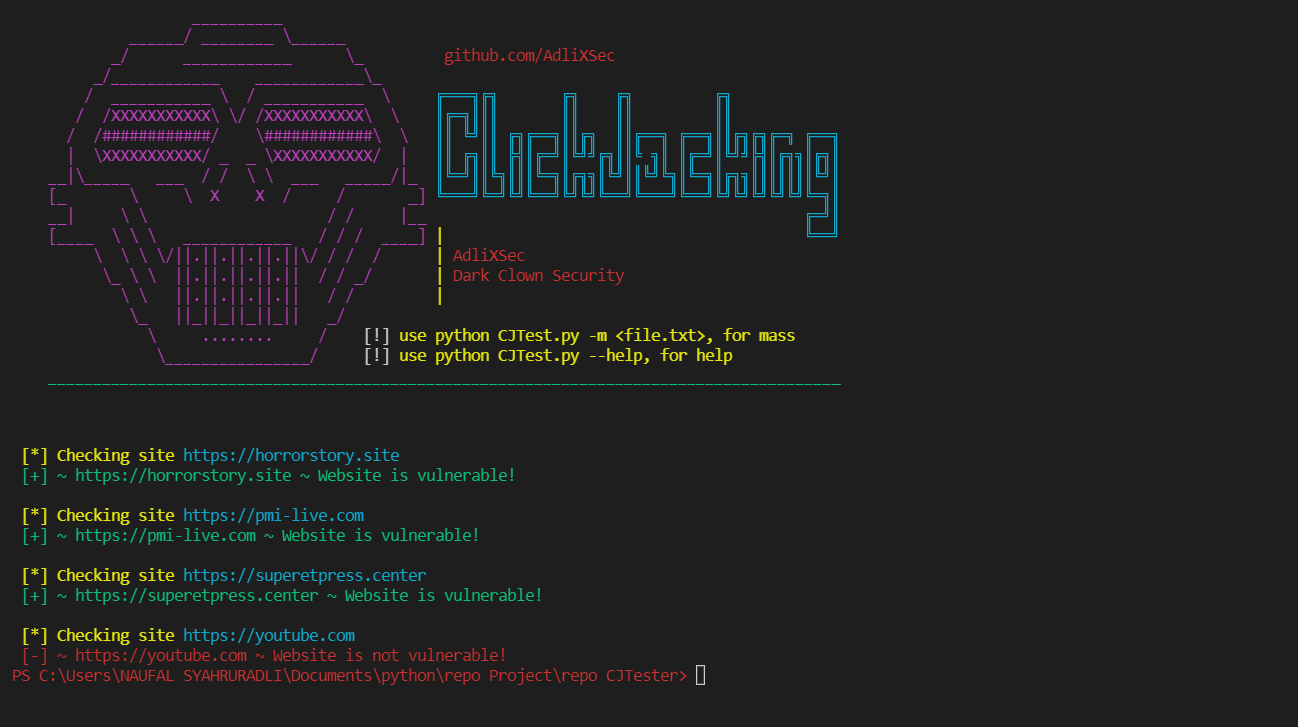 github.com/AdliXSec
Clickjacking
| AdliXSec
| Dark Clown Security
[!] use python CJTest.py -m <file.txt>, for mass
[!] use python CJTest.py --help, for help
[*] Checking site https://horrorstory.site
[+] ~ https://horrorstory.site ~ Website is vulnerable!
[*] Checking site https://pmi-live.com
[+] ~ https://pmi-live.com ~ Website is vulnerable!
[*] Checking site https://superetpress.center
[+] ~ https://superetpress.center ~ Website is vulnerable!
[*] Checking site https://youtube.com
[-] ~ https://youtube.com ~ Website is not vulnerable!
PS C:\Users\NAUFAL SYAHRURADLI\Documents\python\repo Project\repo CJTester>